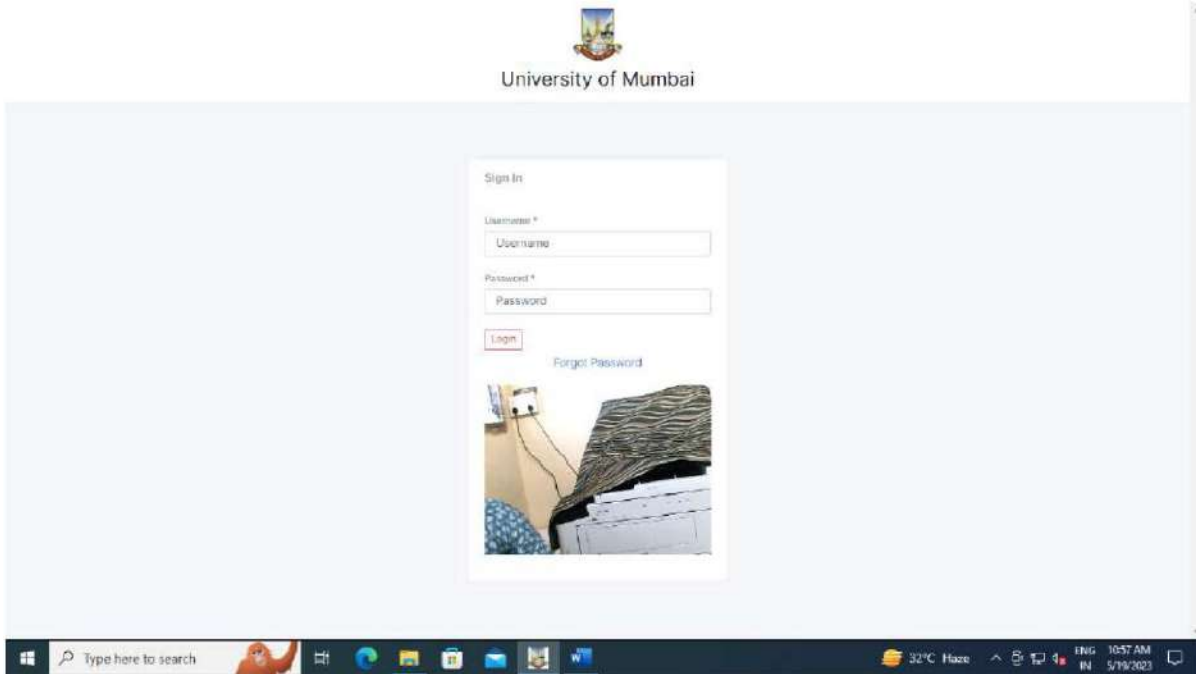 University of Mumbai
Sign In
Username *
Username
Password *
Password
Login
Forgot Password
Type here to search
32°C Haze
ENG
IN
10:57 AM
5/19/2023